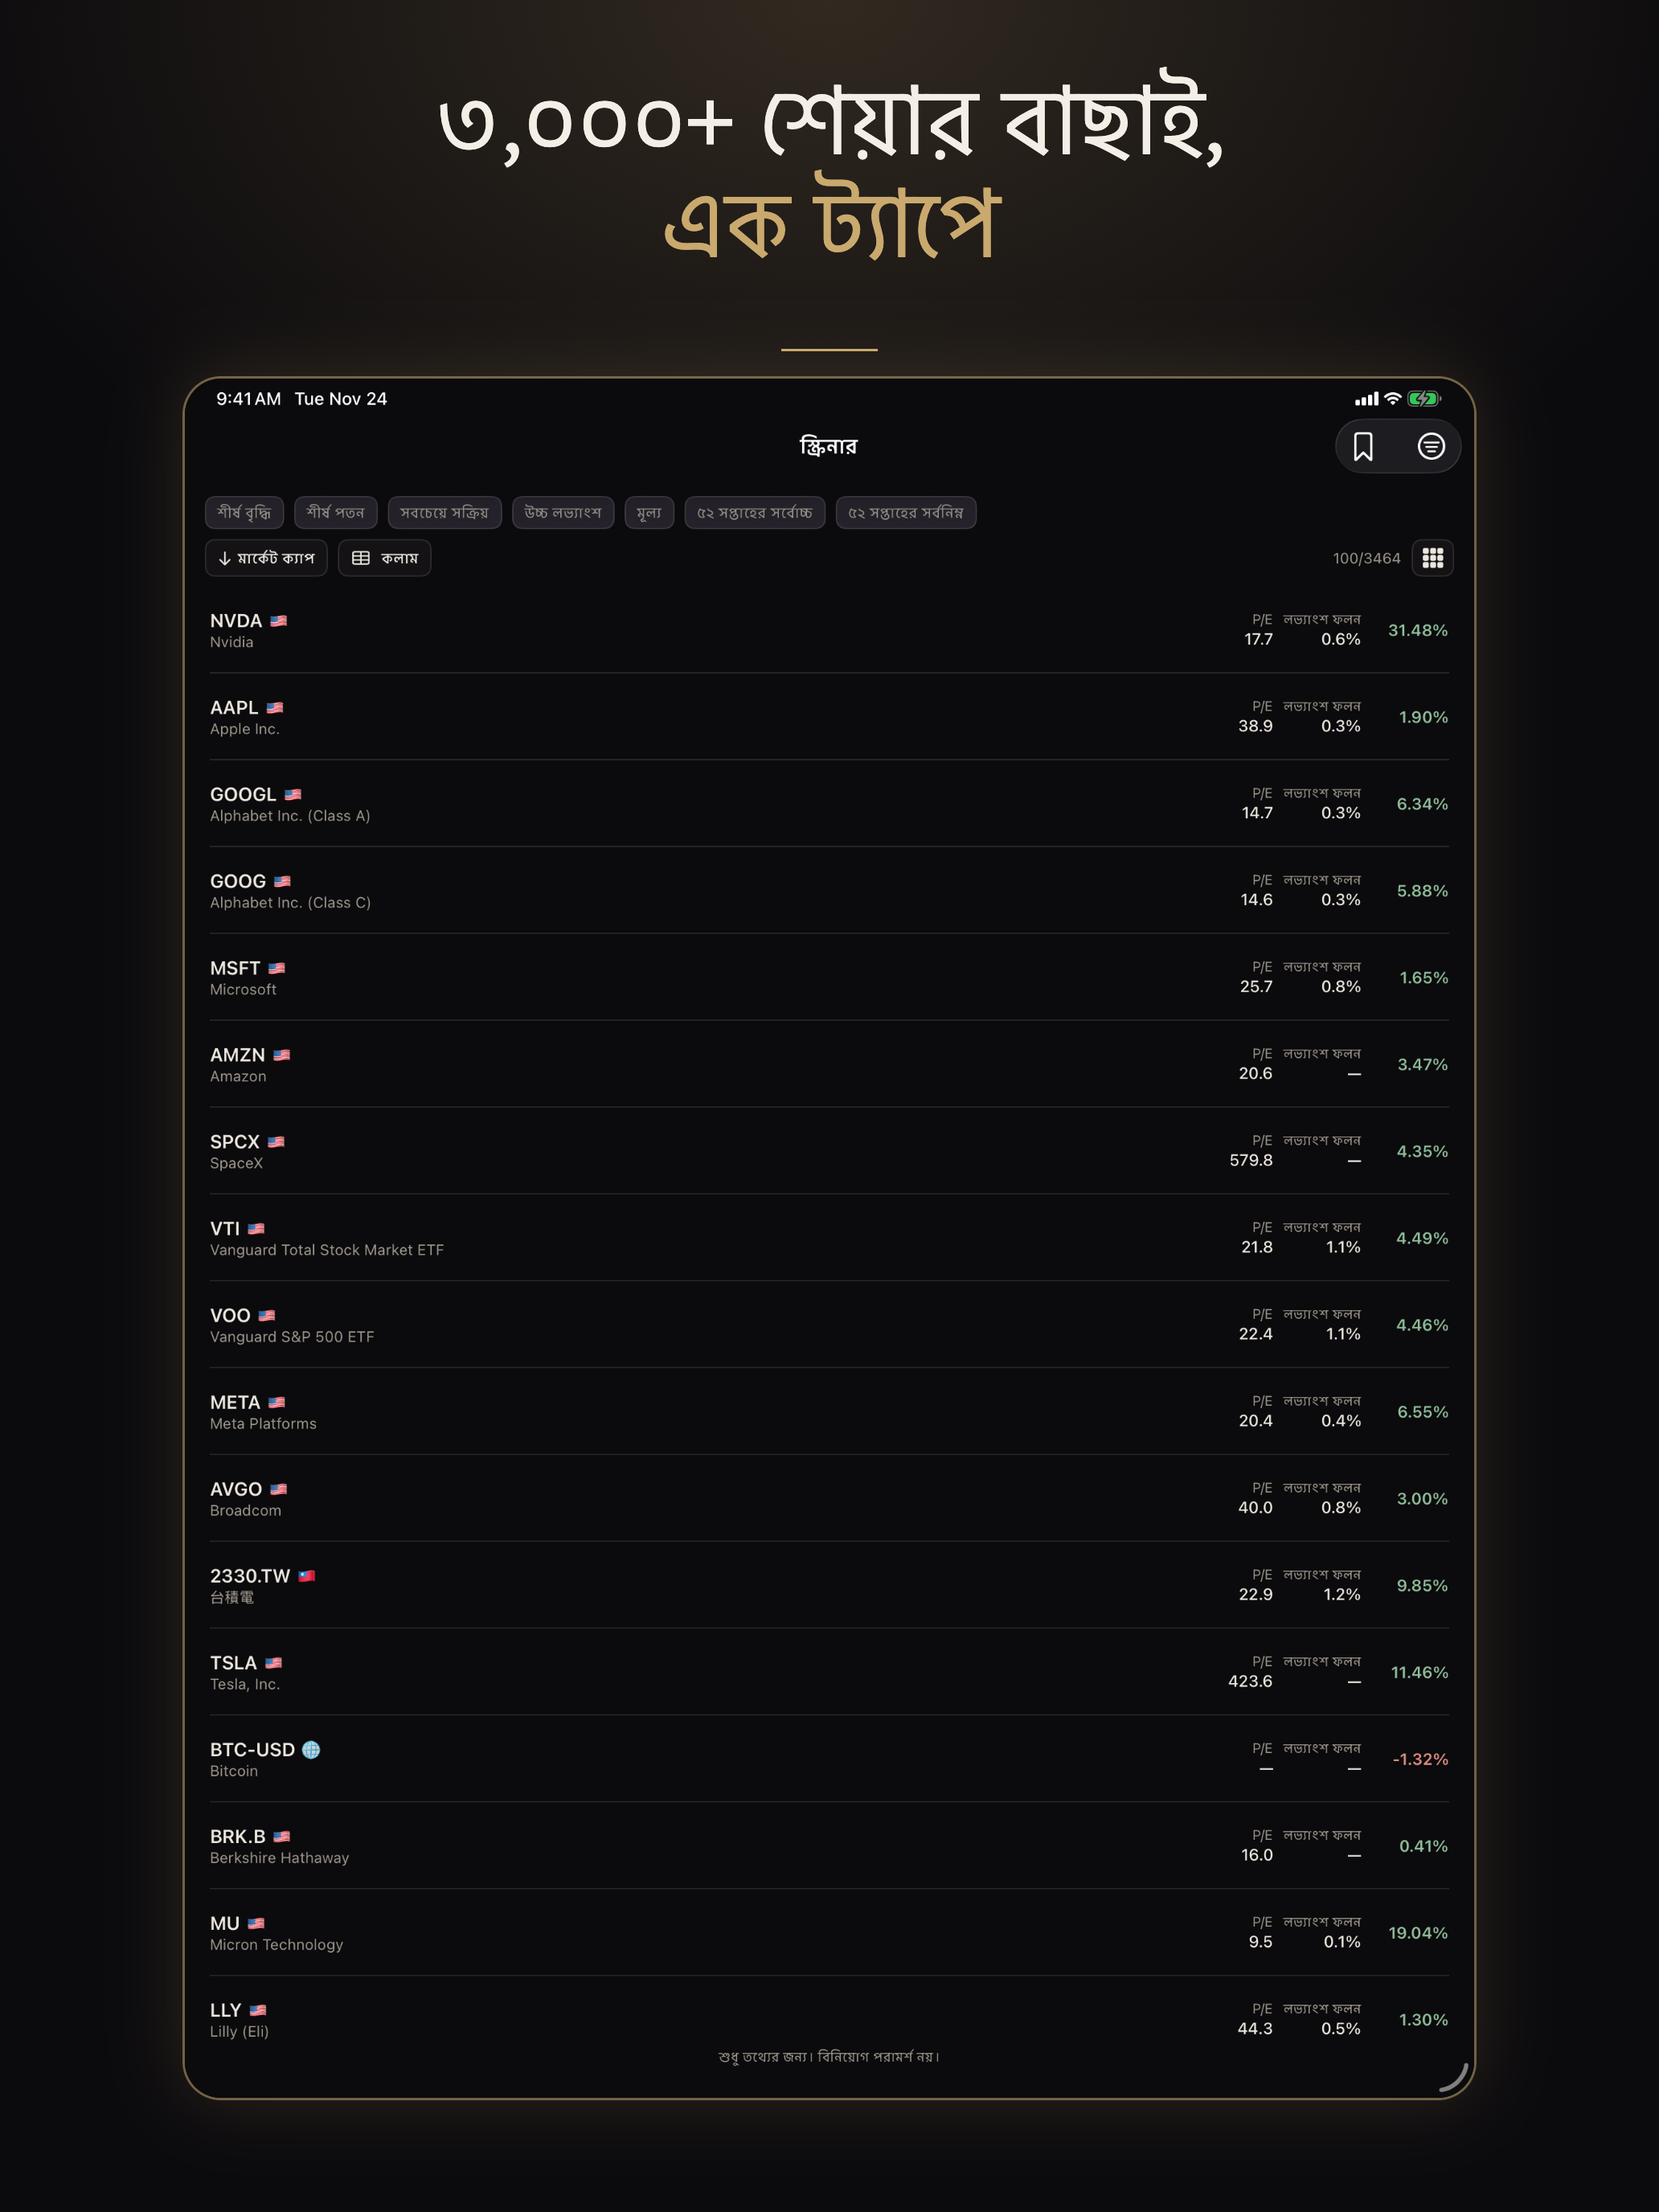 ৩,০০০+ শেয়ার বাছাই,
এক ট্যাপে
9:41 AM Tue Nov 24
স্ক্রিনার
শীর্ষ বৃদ্ধি শীর্ষ পতন সবচেয়ে সক্রিয় উচ্চ লভ্যাংশ মূল্য ৫২ সপ্তাহের সর্বোচ্চ ৫২ সপ্তাহের সর্বনিম্ন
↓ মার্কেট ক্যাপ কলাম 100/3464
NVDA P/E লভ্যাংশ ফলন 31.48%
Nvidia 17.7 0.6%
AAPL P/E লভ্যাংশ ফলন 1.90%
Apple Inc. 38.9 0.3%
GOOGL P/E লভ্যাংশ ফলন 6.34%
Alphabet Inc. (Class A) 14.7 0.3%
GOOG P/E লভ্যাংশ ফলন 5.88%
Alphabet Inc. (Class C) 14.6 0.3%
MSFT P/E লভ্যাংশ ফলন 1.65%
Microsoft 25.7 0.8%
AMZN P/E লভ্যাংশ ফলন 3.47%
Amazon 20.6 —
SPCX P/E লভ্যাংশ ফলন 4.35%
SpaceX 579.8 —
VTI P/E লভ্যাংশ ফলন 4.49%
Vanguard Total Stock Market ETF 21.8 1.1%
VOO P/E লভ্যাংশ ফলন 4.46%
Vanguard S&P 500 ETF 22.4 1.1%
META P/E লভ্যাংশ ফলন 6.55%
Meta Platforms 20.4 0.4%
AVGO P/E লভ্যাংশ ফলন 3.00%
Broadcom 40.0 0.8%
2330.TW P/E লভ্যাংশ ফলন 9.85%
台積電 22.9 1.2%
TSLA P/E লভ্যাংশ ফলন 11.46%
Tesla, Inc. 423.6 —
BTC-USD P/E লভ্যাংশ ফলন -1.32%
Bitcoin — —
BRK.B P/E লভ্যাংশ ফলন 0.41%
Berkshire Hathaway 16.0 —
MU P/E লভ্যাংশ ফলন 19.04%
Micron Technology 9.5 0.1%
LLY P/E লভ্যাংশ ফলন 1.30%
Lilly (Eli) 44.3 0.5%
শুধু তথ্যের জন্য। বিনিয়োগ পরামর্শ নয়।